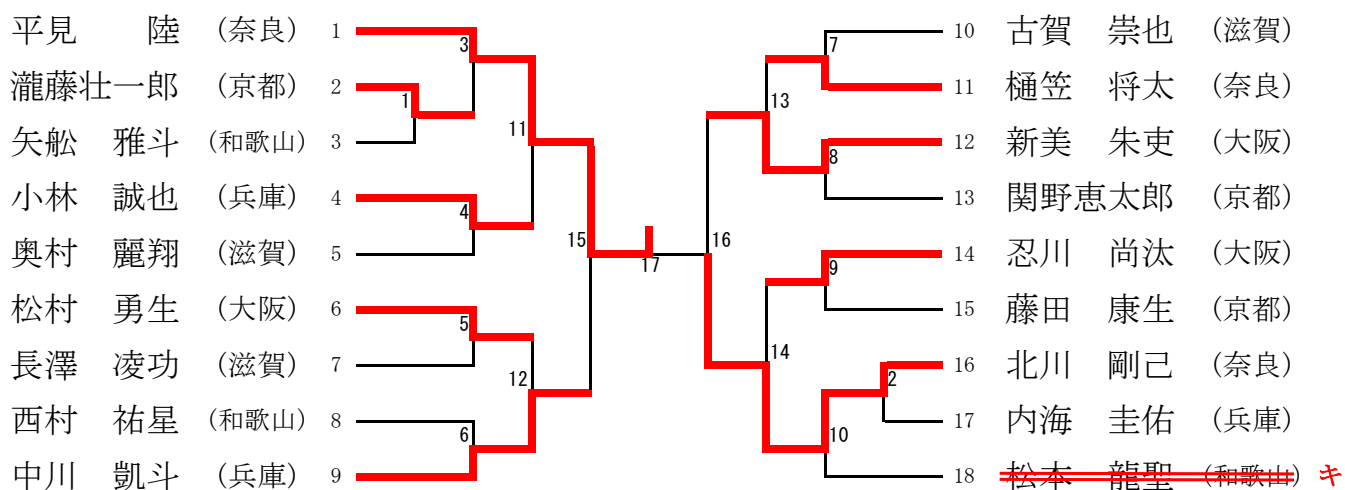 平見 陸 (奈良) 1
瀧藤壮一郎 (京都) 2
矢舩 雅斗 (和歌山) 3
小林 誠也 (兵庫) 4
奥村 麗翔 (滋賀) 5
松村 勇生 (大阪) 6
長澤 凌功 (滋賀) 7
西村 祐星 (和歌山) 8
中川 凱斗 (兵庫) 9
3
1
11
4
15
5
12
6
17
7
13
8
16
9
14
2
10
10 古賀 崇也 (滋賀)
11 樋笠 将太 (奈良)
12 新美 朱吏 (大阪)
13 関野恵太郎 (京都)
14 忍川 尚汰 (大阪)
15 藤田 康生 (京都)
16 北川 剛己 (奈良)
17 内海 圭佑 (兵庫)
18 松本 龍聖 (和歌山) キ